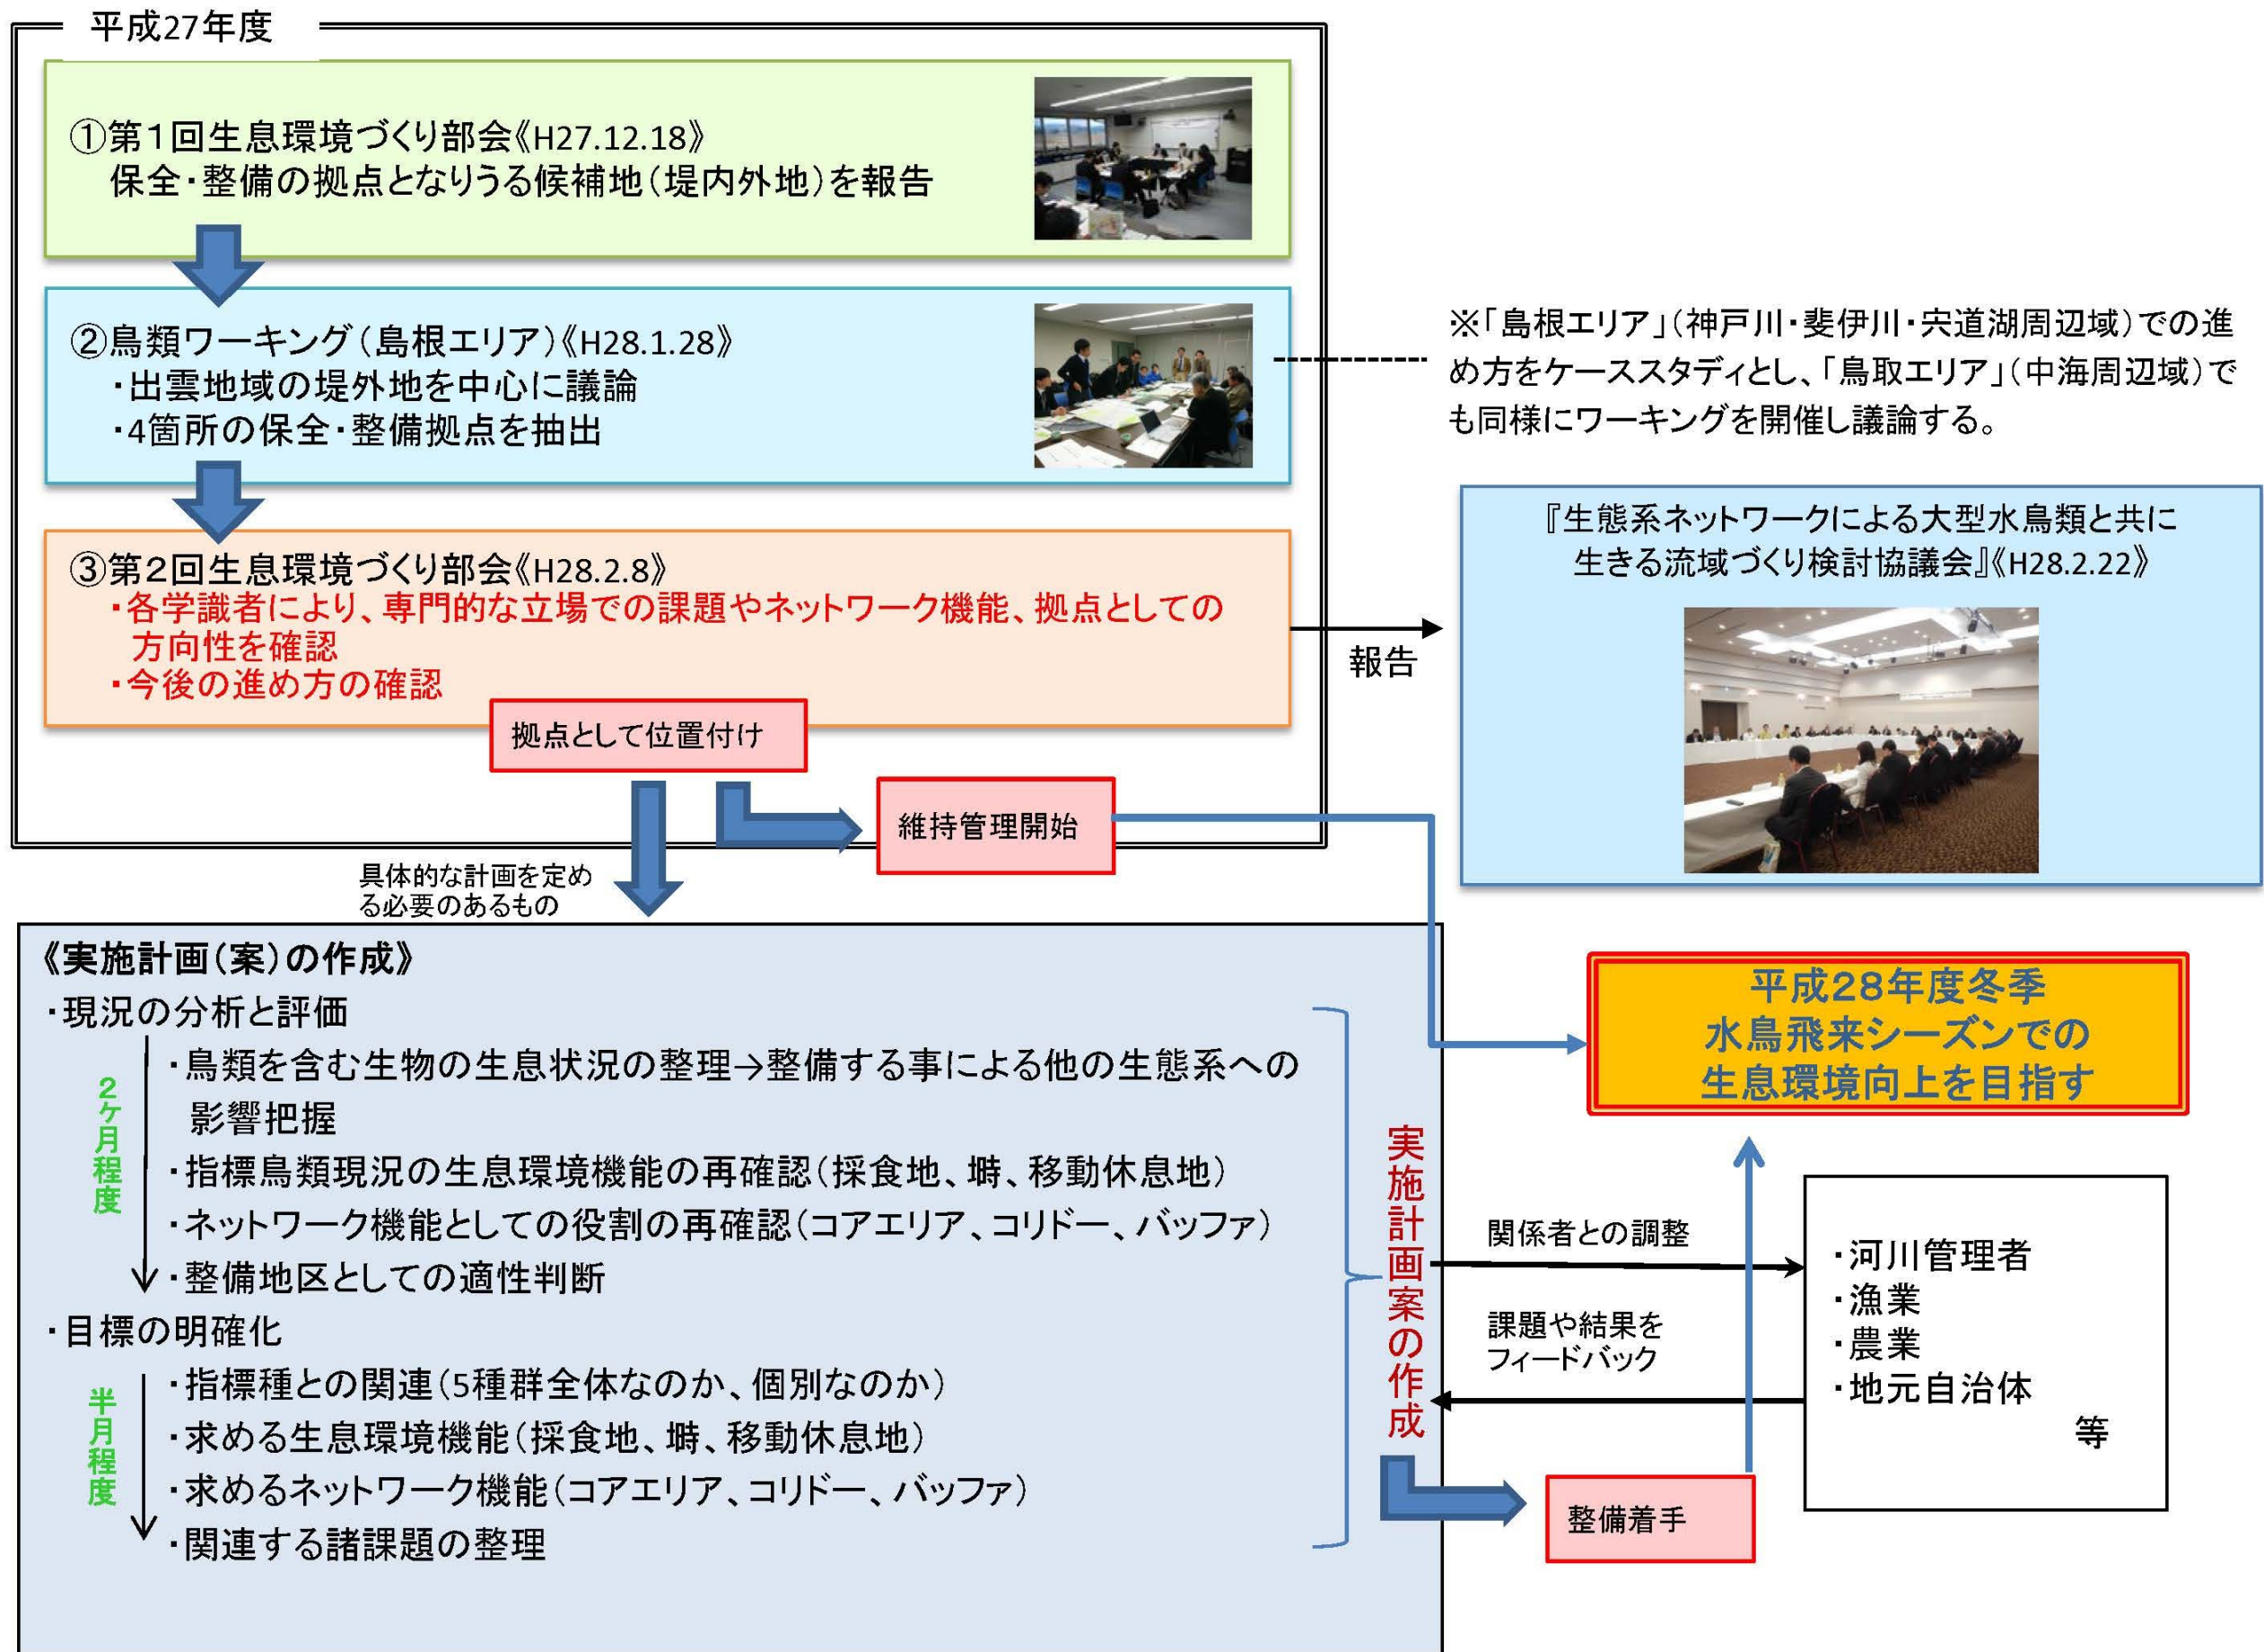 平成27年度
①第１回生息環境づくり部会《H27.12.18》
保全・整備の拠点となりうる候補地（堤内外地）を報告
②鳥類ワーキング（島根エリア）《H28.1.28》
・出雲地域の堤外地を中心に議論
・4箇所の保全・整備拠点を抽出
※「島根エリア」（神戸川・斐伊川・宍道湖周辺域）での進
め方をケーススタディとし、「鳥取エリア」（中海周辺域）で
も同様にワーキングを開催し議論する。
③第２回生息環境づくり部会《H28.2.8》
・各学識者により、専門的な立場での課題やネットワーク機能、拠点としての
方向性を確認
・今後の進め方の確認
報告
『生態系ネットワークによる大型水鳥類と共に
生きる流域づくり検討協議会』《H28.2.22》
拠点として位置付け
維持管理開始
具体的な計画を定め
る必要のあるもの
《実施計画（案）の作成》
・現況の分析と評価
２ヶ月程度
・鳥類を含む生物の生息状況の整理→整備する事による他の生態系への
影響把握
・指標鳥類現況の生息環境機能の再確認（採食地、塒、移動休息地）
・ネットワーク機能としての役割の再確認（コアエリア、コリドー、バッファ）
・整備地区としての適性判断
・目標の明確化
半月程度
・指標種との関連（5種群全体なのか、個別なのか）
・求める生息環境機能（採食地、塒、移動休息地）
・求めるネットワーク機能（コアエリア、コリドー、バッファ）
・関連する諸課題の整理
実施計画案の作成
平成28年度冬季
水鳥飛来シーズンでの
生息環境向上を目指す
関係者との調整
課題や結果を
フィードバック
・河川管理者
・漁業
・農業
・地元自治体
等
整備着手